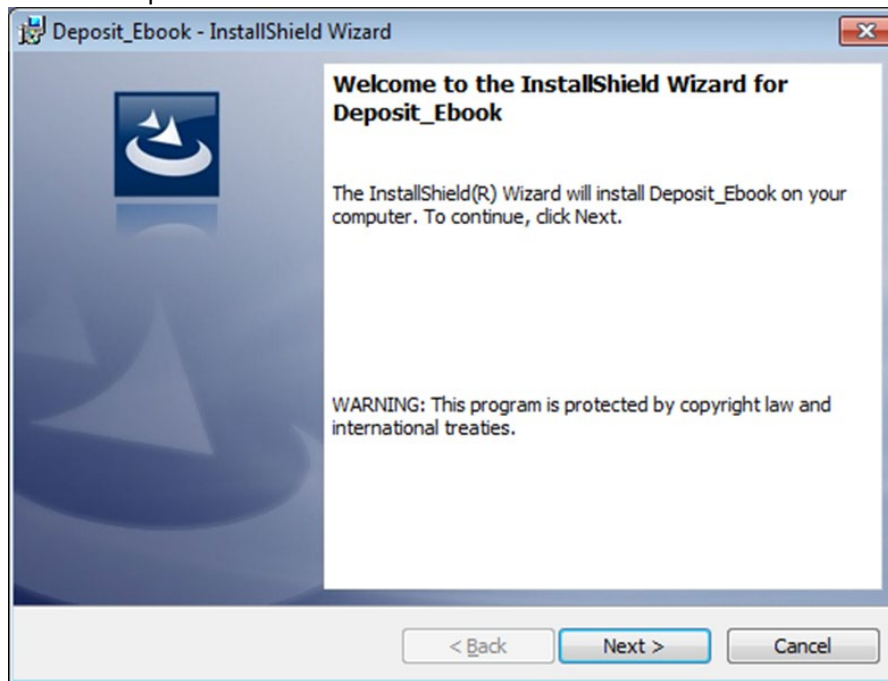 Deposit_Ebook - InstallShield Wizard
Welcome to the InstallShield Wizard for
Deposit_Ebook
The InstallShield(R) Wizard will install Deposit_Ebook on your
computer. To continue, click Next.
WARNING: This program is protected by copyright law and
international treaties.
< Back
Next >
Cancel